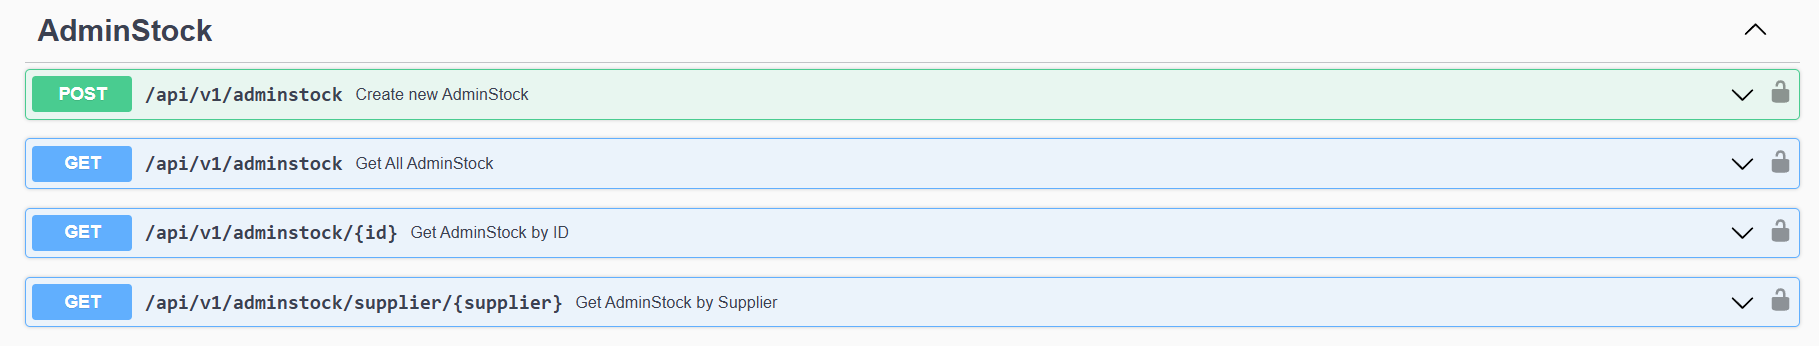 AdminStock
POST /api/v1/adminstock Create new AdminStock
GET /api/v1/adminstock Get All AdminStock
GET /api/v1/adminstock/{id} Get AdminStock by ID
GET /api/v1/adminstock/supplier/{supplier} Get AdminStock by Supplier